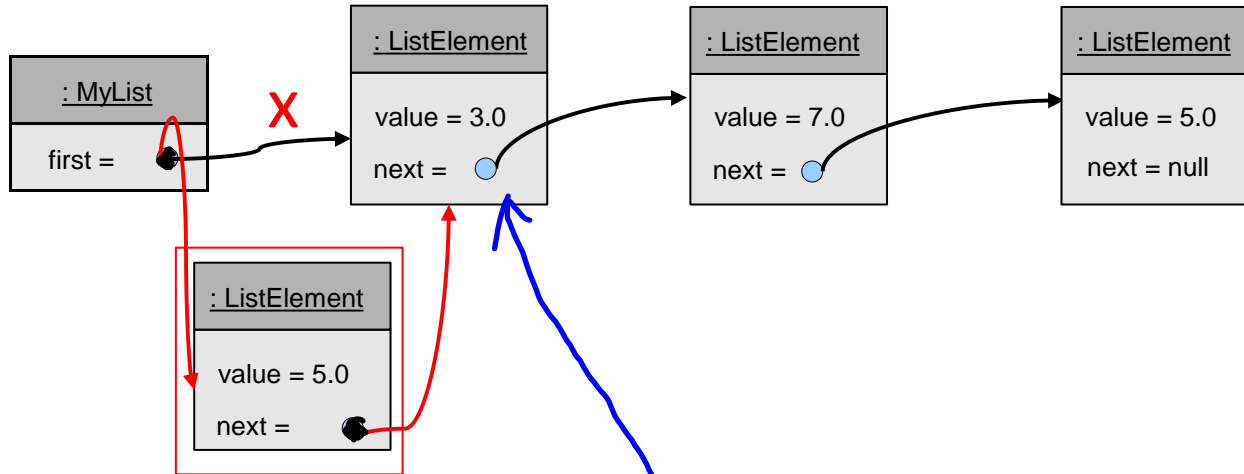 : MyList
first =
X
: ListElement
value = 3.0
next =
: ListElement
value = 7.0
next =
: ListElement
value = 5.0
next = null
: ListElement
value = 5.0
next =